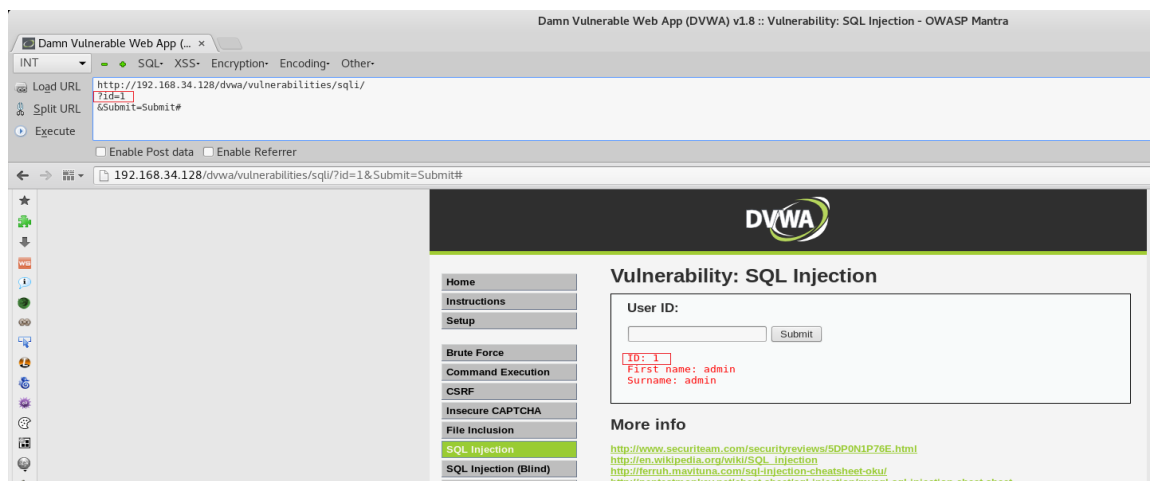 Damn Vulnerable Web App (DVWA) v1.8 :: Vulnerability: SQL Injection - OWASP Mantra
Damn Vulnerable Web App (... ×
INT SQL- XSS- Encryption- Encoding- Other-
Load URL
Split URL
Execute
http://192.168.34.128/dvwa/vulnerabilities/sqli/
?id=1
&Submit=Submit#
Enable Post data Enable Referrer
192.168.34.128/dvwa/vulnerabilities/sqli/?id=1&Submit=Submit#
DVWA
Home
Instructions
Setup
Brute Force
Command Execution
CSRF
Insecure CAPTCHA
File Inclusion
SQL Injection
SQL Injection (Blind)
Vulnerability: SQL Injection
User ID:
Submit
ID: 1
First name: admin
Surname: admin
More info
http://www.securiteam.com/securityreviews/5DP0N1P76E.html
http://en.wikipedia.org/wiki/SQL_injection
http://ferruh.mavituna.com/sql-injection-cheatsheet-oku/